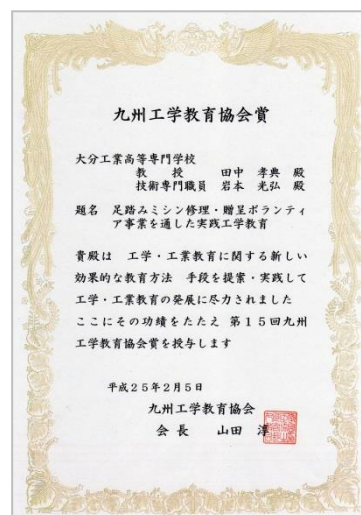 九州工学教育協会賞
大分工業高等専門学校
教　授　田中　孝典　殿
技術専門職員　岩本　光弘　殿
題名　足踏みミシン修理・贈呈ボランティ
ア事業を通した実践工学教育
貴殿は　工学・工業教育に関する新しい
効果的な教育方法　手段を提案・実践して
工学・工業教育の発展に尽力されました
ここにその功績をたたえ　第１５回九州
工学教育協会賞を授与します
平成２５年２月５日
九州工学教育協会
会長　山田　淳